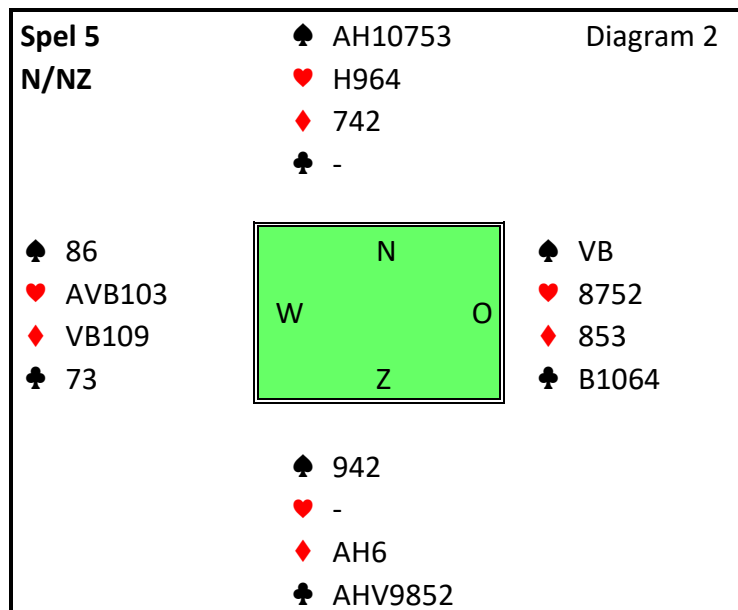 Spel 5 ♠ AH10753 Diagram 2
N/NZ ♥ H964
♦ 742
♣ -
♠ 86 N ♠ VB
♥ AVB103 ♥ 8752
W O
♦ VB109 ♦ 853
♣ 73 Z ♣ B1064
♠ 942
♥ -
♦ AH6
♣ AHV9852